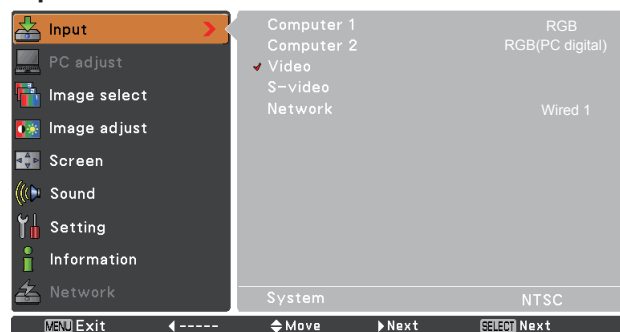 Input
PC adjust
Image select
Image adjust
Screen
Sound
Setting
Information
Network
Computer 1 RGB
Computer 2 RGB(PC digital)
Video
S-video
Network Wired 1
System NTSC
MENU Exit ----- Move Next SELECT Next